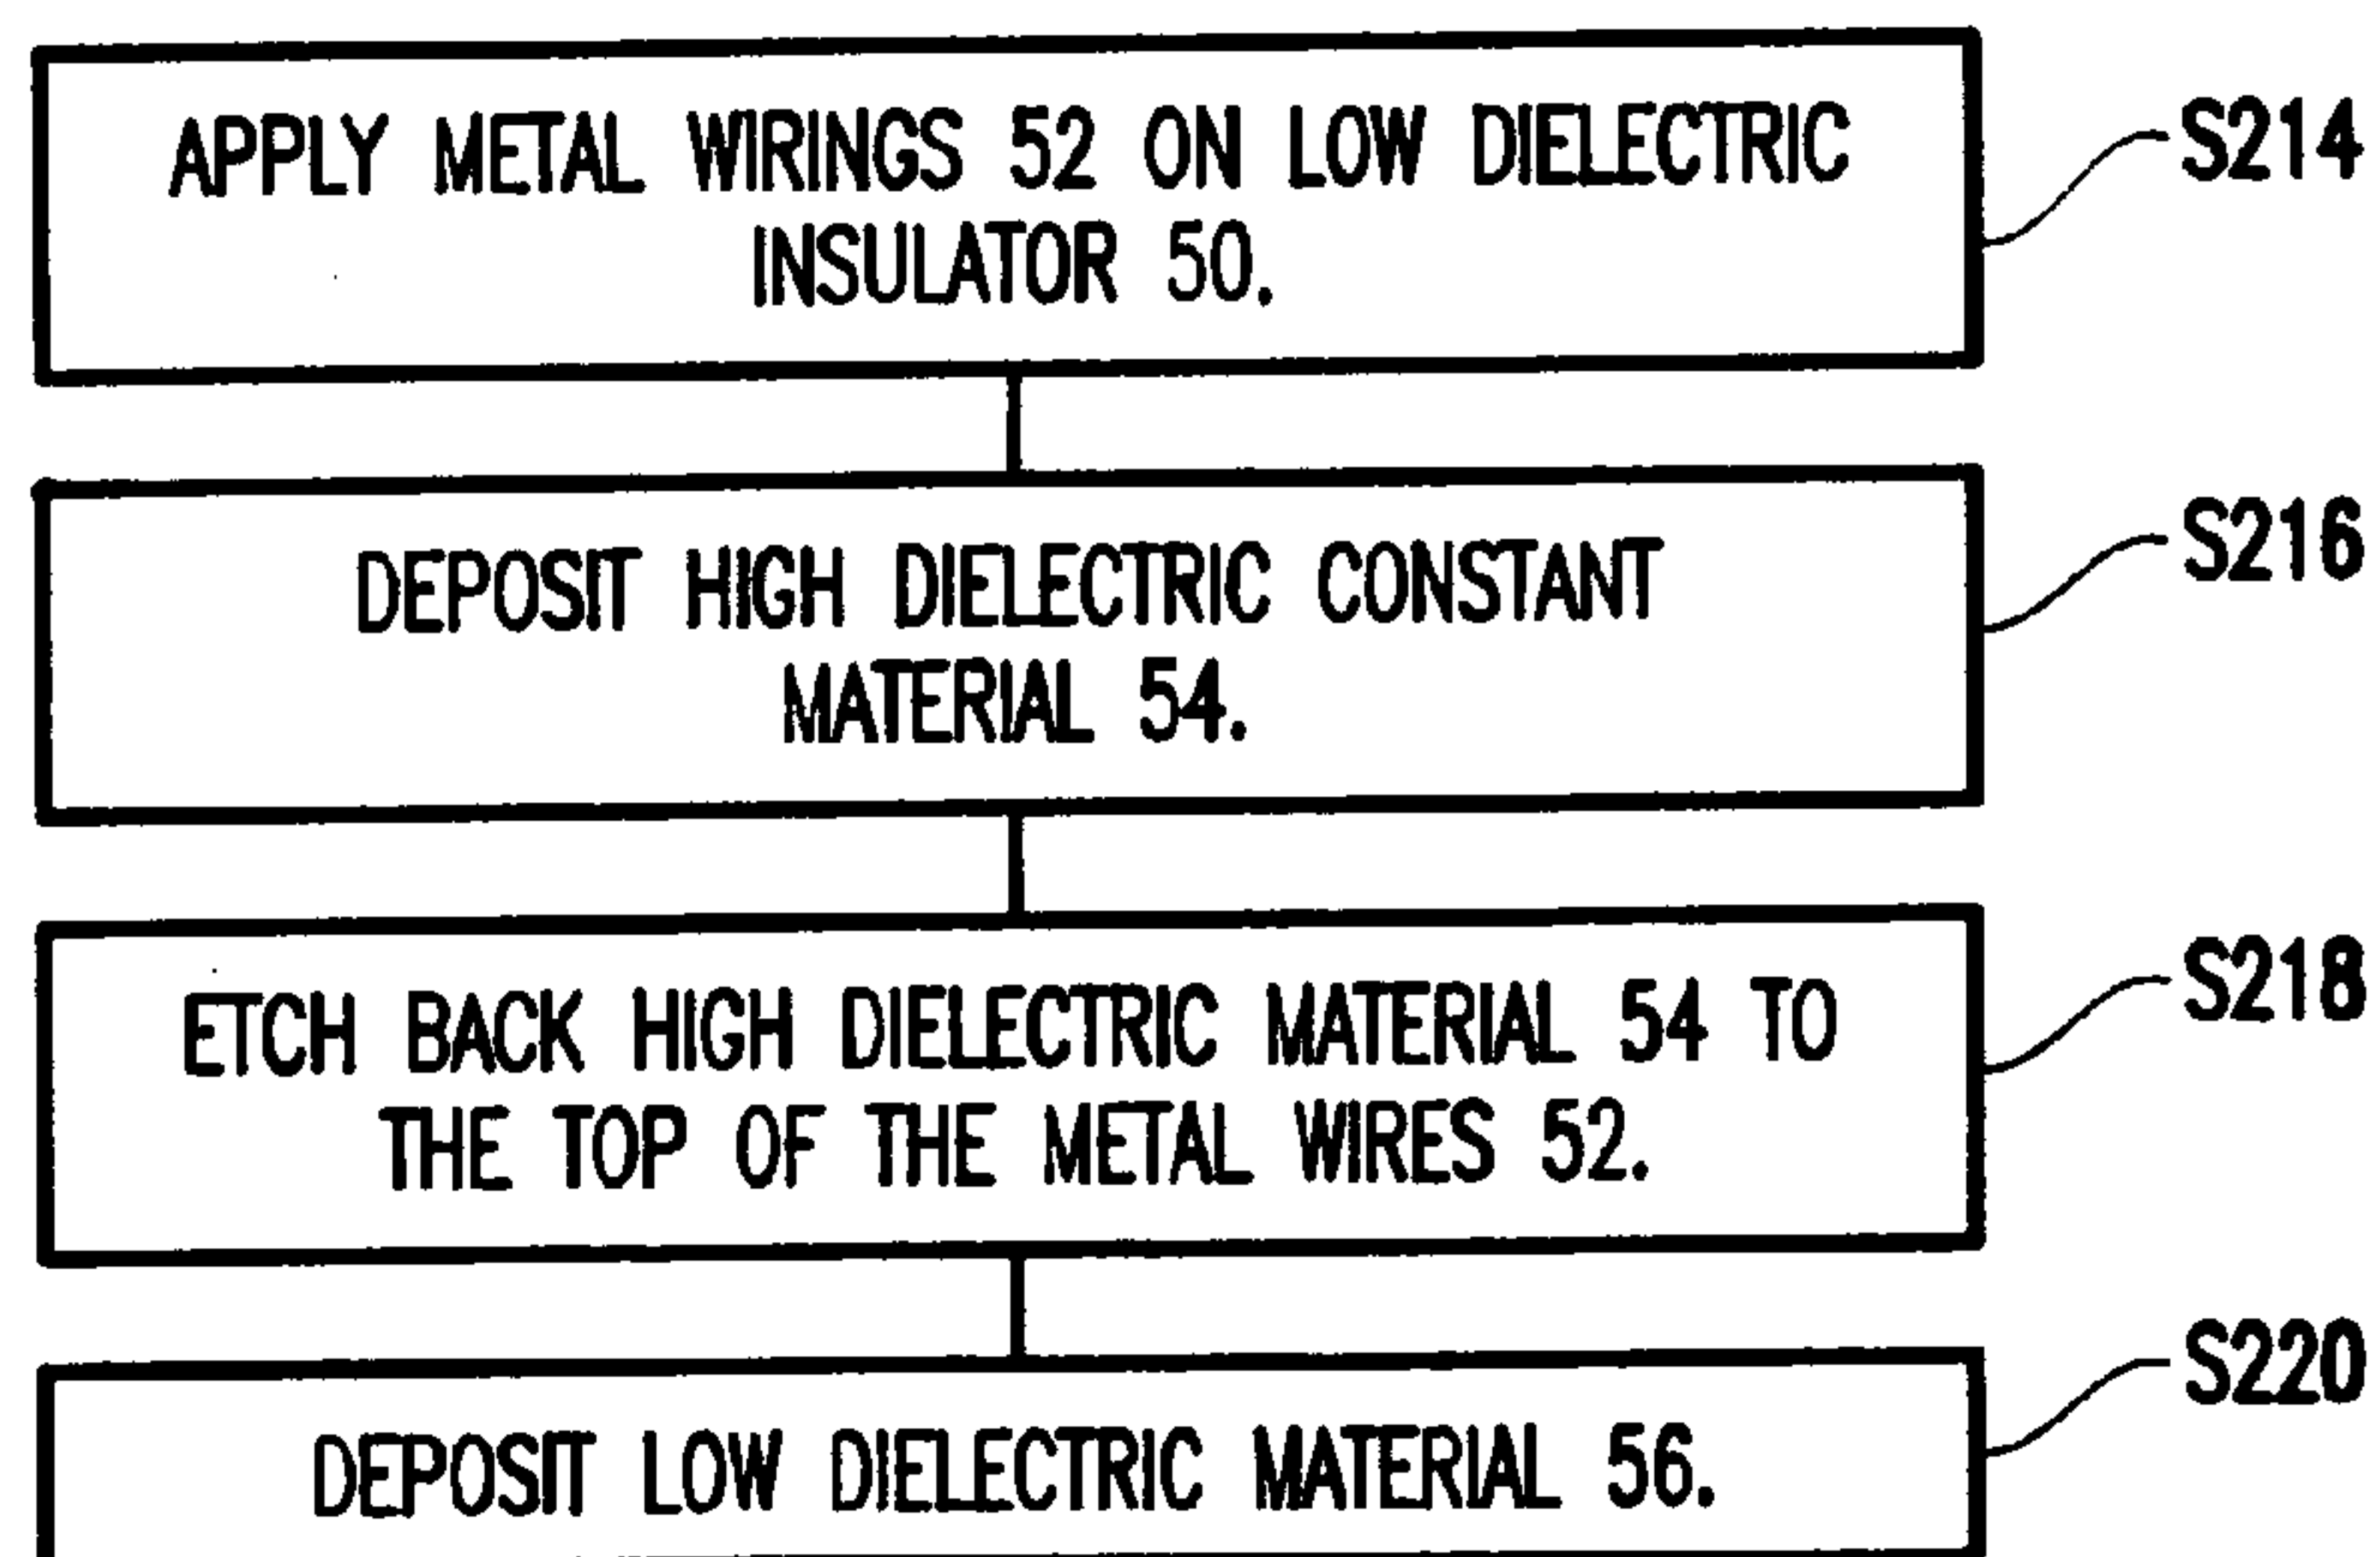 APPLY METAL WIRINGS 52 ON LOW DIELECTRIC
INSULATOR 50.
S214
DEPOSIT HIGH DIELECTRIC CONSTANT
MATERIAL 54.
S216
ETCH BACK HIGH DIELECTRIC MATERIAL 54 TO
THE TOP OF THE METAL WIRES 52.
S218
DEPOSIT LOW DIELECTRIC MATERIAL 56.
S220